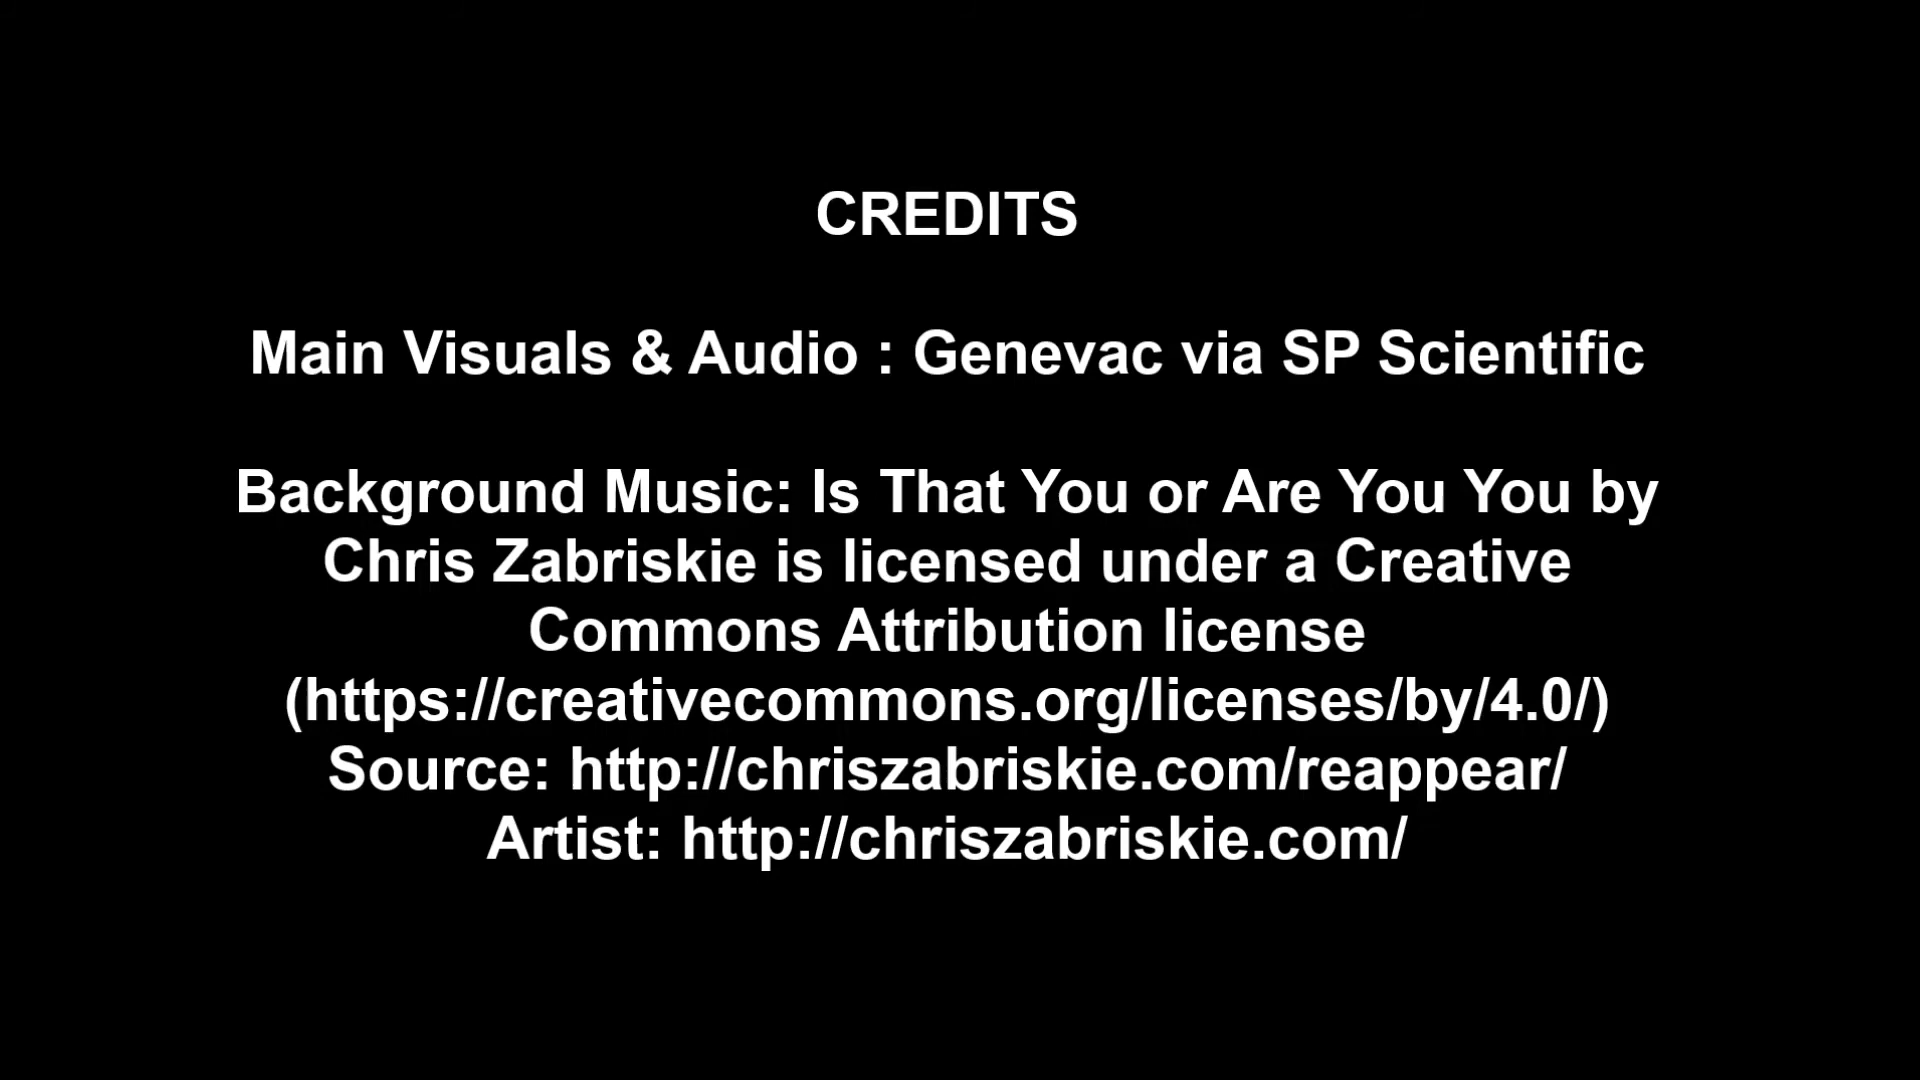 CREDITS
Main Visuals & Audio : Genevac via SP Scientific
Background Music: Is That You or Are You You by
Chris Zabriskie is licensed under a Creative
Commons Attribution license
(https://creativecommons.org/licenses/by/4.0/)
Source: http://chriszabriskie.com/reappear/
Artist: http://chriszabriskie.com/